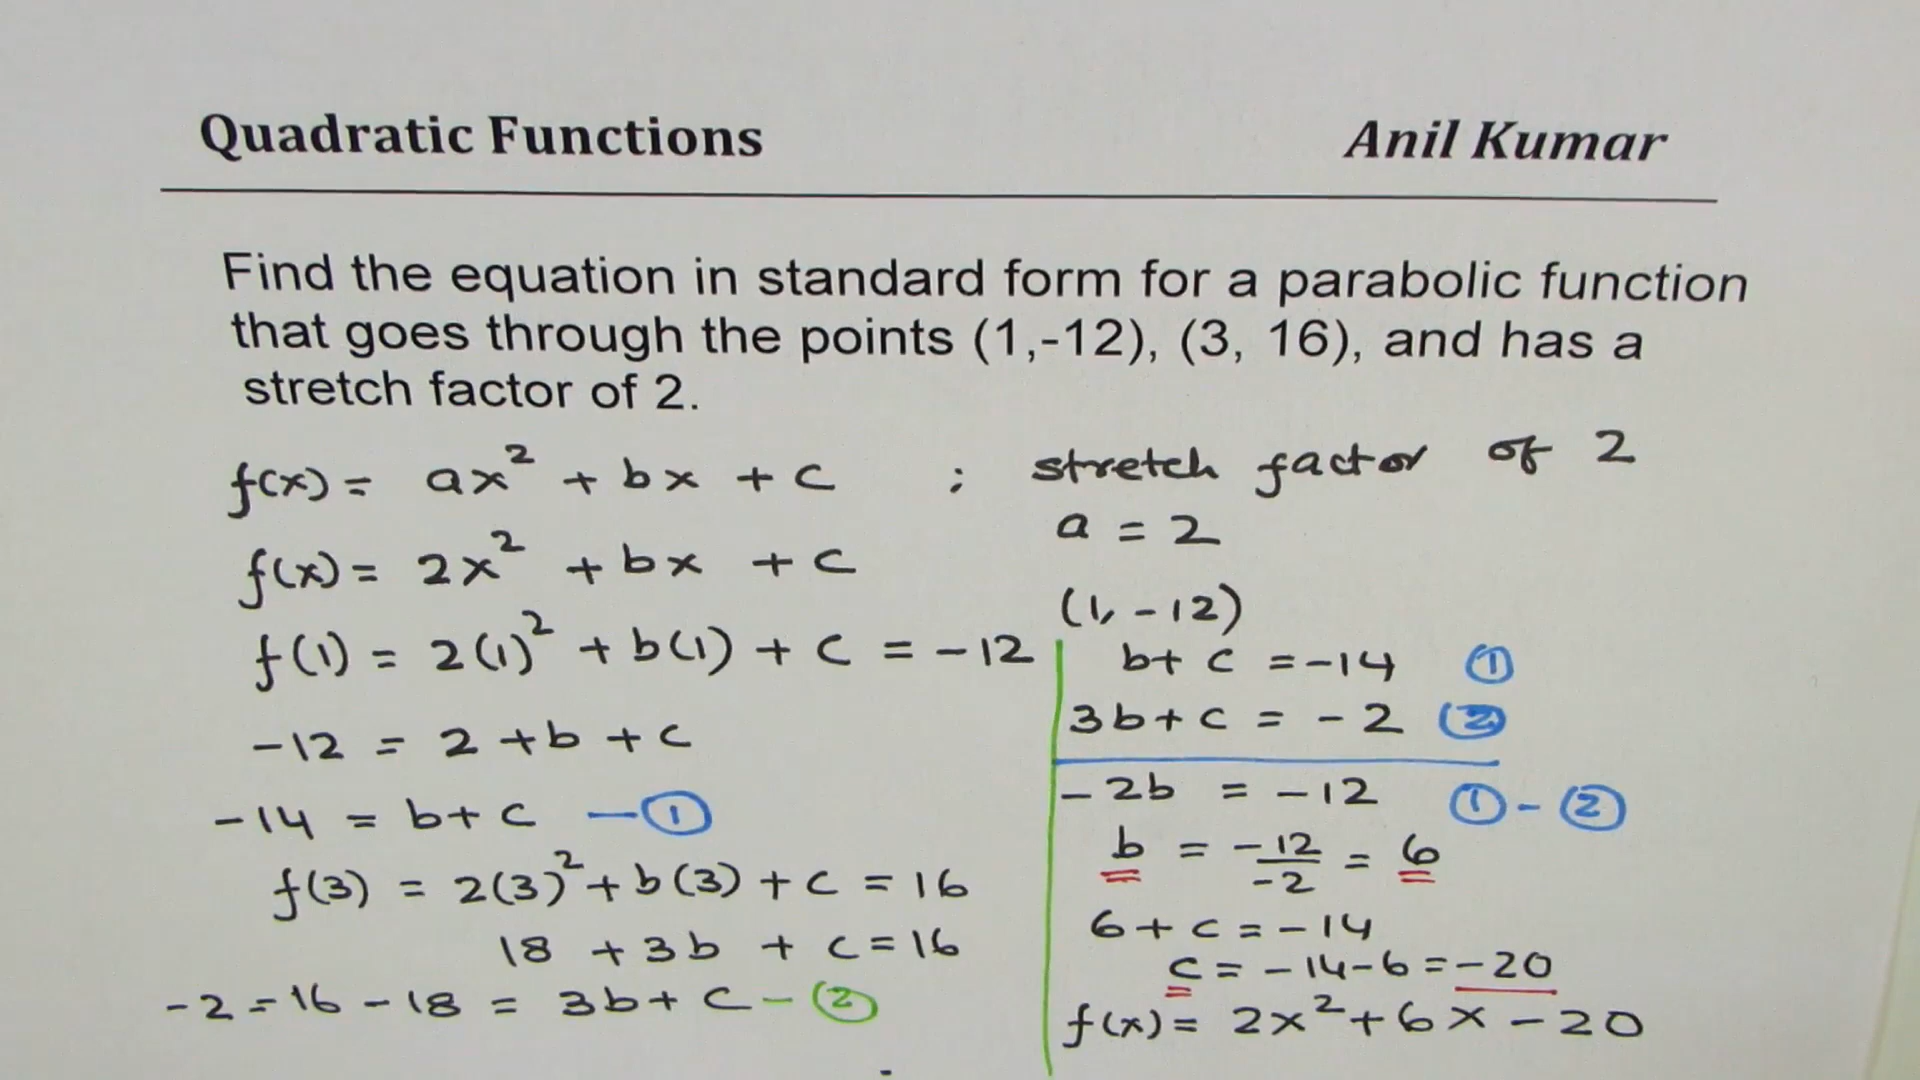 Quadratic Functions
Anil Kumar
Find the equation in standard form for a parabolic function
that goes through the points (1,-12), (3, 16), and has a
stretch factor of 2.
f(x) = ax² + bx + c ; stretch factor of 2
a = 2
f(x) = 2x² + bx + c
(1, -12)
f(1) = 2(1)² + b(1) + c = -12
-12 = 2 + b + c
-14 = b + c — ①
f(3) = 2(3)² + b(3) + c = 16
18 + 3b + c = 16
-2 = 16 - 18 = 3b + c - ②
b + c = -14 ①
3b + c = -2 ②
-2b = -12 ① - ②
b = -12/-2 = 6
6 + c = -14
c = -14 - 6 = -20
f(x) = 2x² + 6x - 20